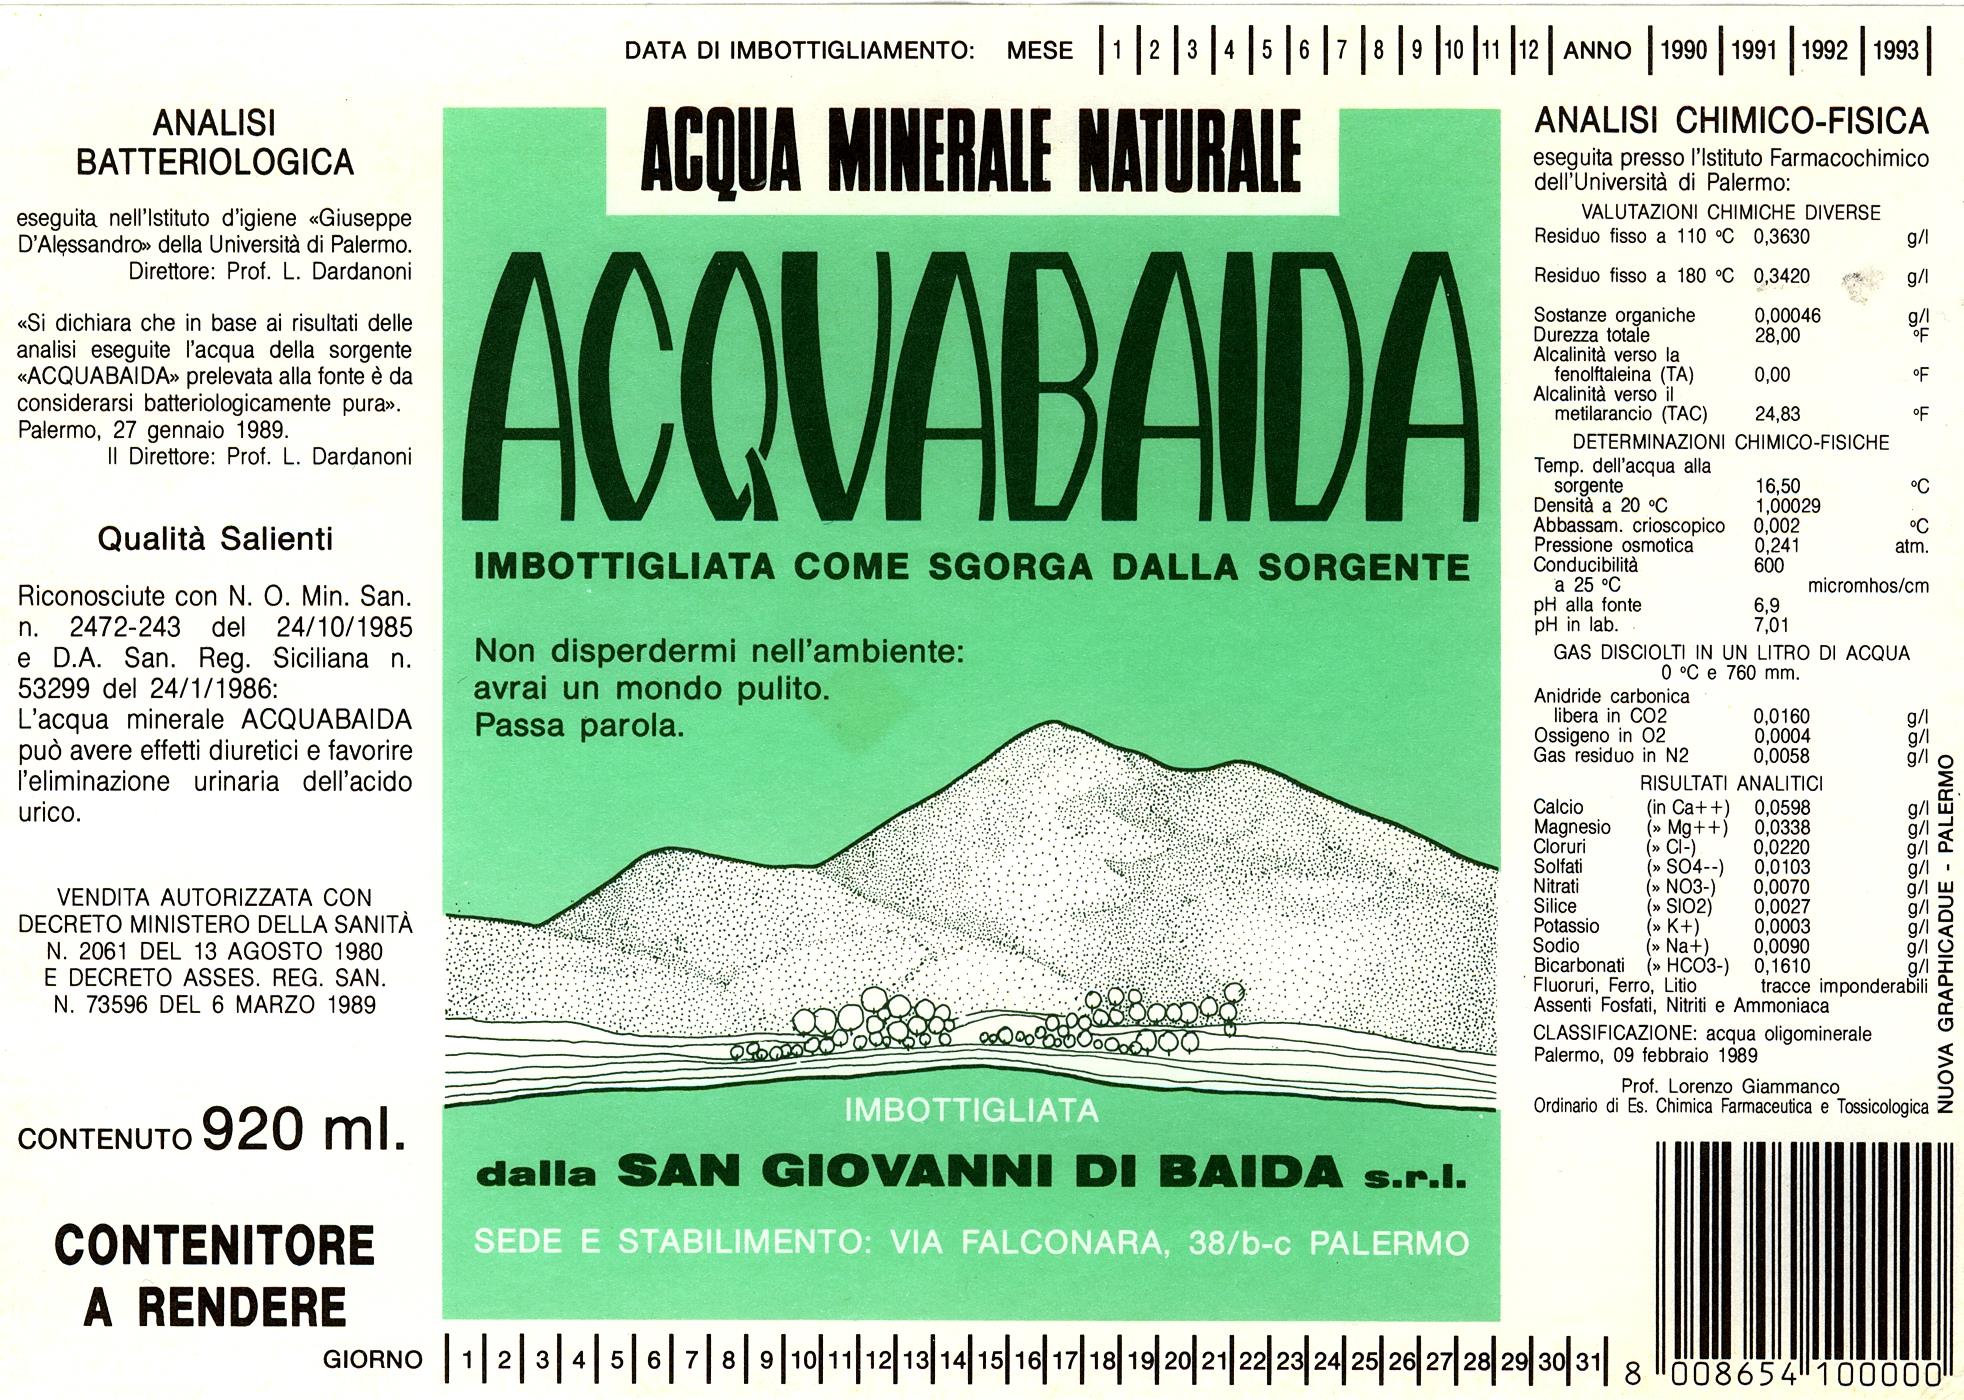 DATA DI IMBOTTIGLIAMENTO: MESE 1 2 3 4 5 6 7 8 9 10 11 12 ANNO 1990 1991 1992 1993
ANALISI
BATTERIOLOGICA
eseguita nell'Istituto d'igiene «Giuseppe
D'Alessandro» della Università di Palermo.
Direttore: Prof. L. Dardanoni
«Si dichiara che in base ai risultati delle
analisi eseguite l'acqua della sorgente
«ACQUABAIDA» prelevata alla fonte è da
considerarsi batteriologicamente pura».
Palermo, 27 gennaio 1989.
Il Direttore: Prof. L. Dardanoni
Qualità Salienti
Riconosciute con N. O. Min. San.
n. 2472-243 del 24/10/1985
e D.A. San. Reg. Siciliana n.
53299 del 24/1/1986:
L'acqua minerale ACQUABAIDA
può avere effetti diuretici e favorire
l'eliminazione urinaria dell'acido
urico.
VENDITA AUTORIZZATA CON
DECRETO MINISTERO DELLA SANITÀ
N. 2061 DEL 13 AGOSTO 1980
E DECRETO ASSES. REG. SAN.
N. 73596 DEL 6 MARZO 1989
CONTENUTO 920 ml.
CONTENITORE
A RENDERE
ACQUA MINERALE NATURALE
ACQUABAIDA
IMBOTTIGLIATA COME SGORGA DALLA SORGENTE
Non disperdermi nell'ambiente:
avrai un mondo pulito.
Passa parola.
IMBOTTIGLIATA
dalla SAN GIOVANNI DI BAIDA s.r.l.
SEDE E STABILIMENTO: VIA FALCONARA, 38/b-c PALERMO
ANALISI CHIMICO-FISICA
eseguita presso l'Istituto Farmacochimico
dell'Università di Palermo:
VALUTAZIONI CHIMICHE DIVERSE
Residuo fisso a 110 ºC 0,3630 g/l
Residuo fisso a 180 ºC 0,3420 g/l
Sostanze organiche 0,00046 g/l
Durezza totale 28,00 ºF
Alcalinità verso la
fenolftaleina (TA) 0,00 ºF
Alcalinità verso il
metilarancio (TAC) 24,83 ºF
DETERMINAZIONI CHIMICO-FISICHE
Temp. dell'acqua alla
sorgente 16,50 ºC
Densità a 20 ºC 1,00029
Abbassam. crioscopico 0,002 ºC
Pressione osmotica 0,241 atm.
Conducibilità 600
a 25 ºC micromhos/cm
pH alla fonte 6,9
pH in lab. 7,01
GAS DISCIOLTI IN UN LITRO DI ACQUA
0 ºC e 760 mm.
Anidride carbonica
libera in CO2 0,0160 g/l
Ossigeno in O2 0,0004 g/l
Gas residuo in N2 0,0058 g/l
RISULTATI ANALITICI
Calcio (in Ca++) 0,0598 g/l
Magnesio (» Mg++) 0,0338 g/l
Cloruri (» Cl-) 0,0220 g/l
Solfati (» SO4--) 0,0103 g/l
Nitrati (» NO3-) 0,0070 g/l
Silice (» SIO2) 0,0027 g/l
Potassio (» K+) 0,0003 g/l
Sodio (» Na+) 0,0090 g/l
Bicarbonati (» HCO3-) 0,1610 g/l
Fluoruri, Ferro, Litio tracce imponderabili
Assenti Fosfati, Nitriti e Ammoniaca
CLASSIFICAZIONE: acqua oligominerale
Palermo, 09 febbraio 1989
Prof. Lorenzo Giammanco
Ordinario di Es. Chimica Farmaceutica e Tossicologica
NUOVA GRAPHICADUE - PALERMO
GIORNO 1 2 3 4 5 6 7 8 9 10 11 12 13 14 15 16 17 18 19 20 21 22 23 24 25 26 27 28 29 30 31
8 008654 100000